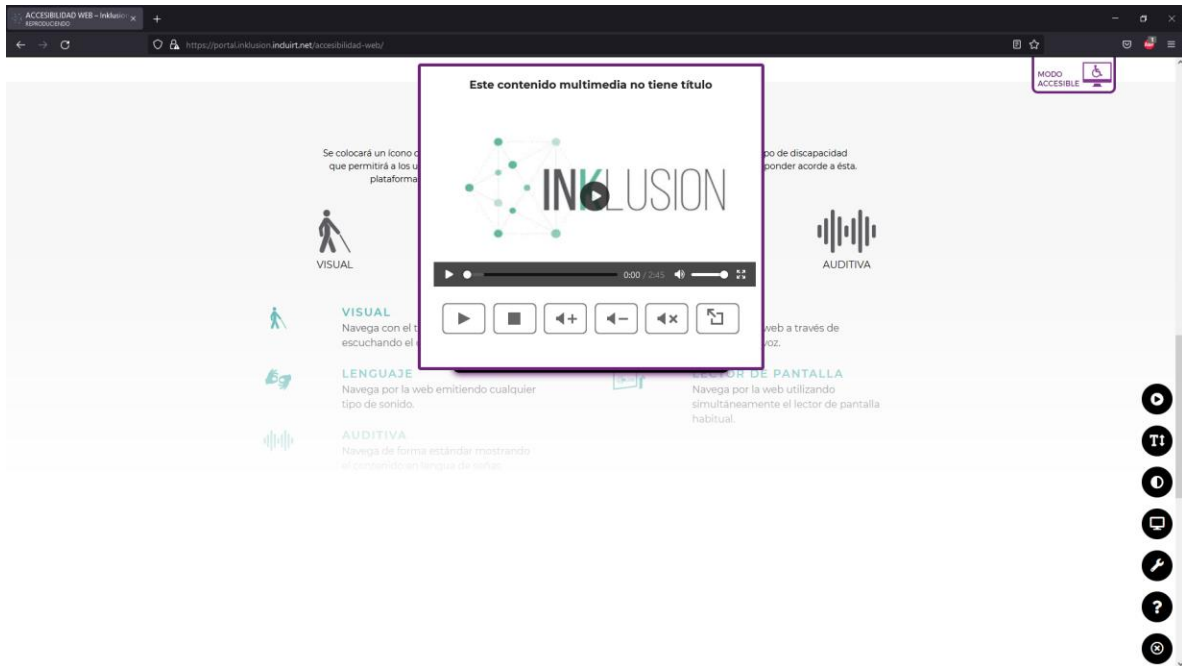 ACCESIBILIDAD WEB – Inklusion
REPRODUCIENDO
https://portal.inklusion.induirt.net/accesibilidad-web/
MODO
ACCESIBLE
Este contenido multimedia no tiene título
INKLUSION
0:00 / 2:45
Se colocará un ícono
que permitirá a los
plataforma
po de discapacidad
ponder acorde a ésta.
VISUAL
AUDITIVA
VISUAL
Navega con el
escuchando el
web a través de
voz.
LENGUAJE
Navega por la web emitiendo cualquier
tipo de sonido.
LECTOR DE PANTALLA
Navega por la web utilizando
simultáneamente el lector de pantalla
habitual.
AUDITIVA
Navega de forma estándar mostrando
el contenido en lengua de señas.